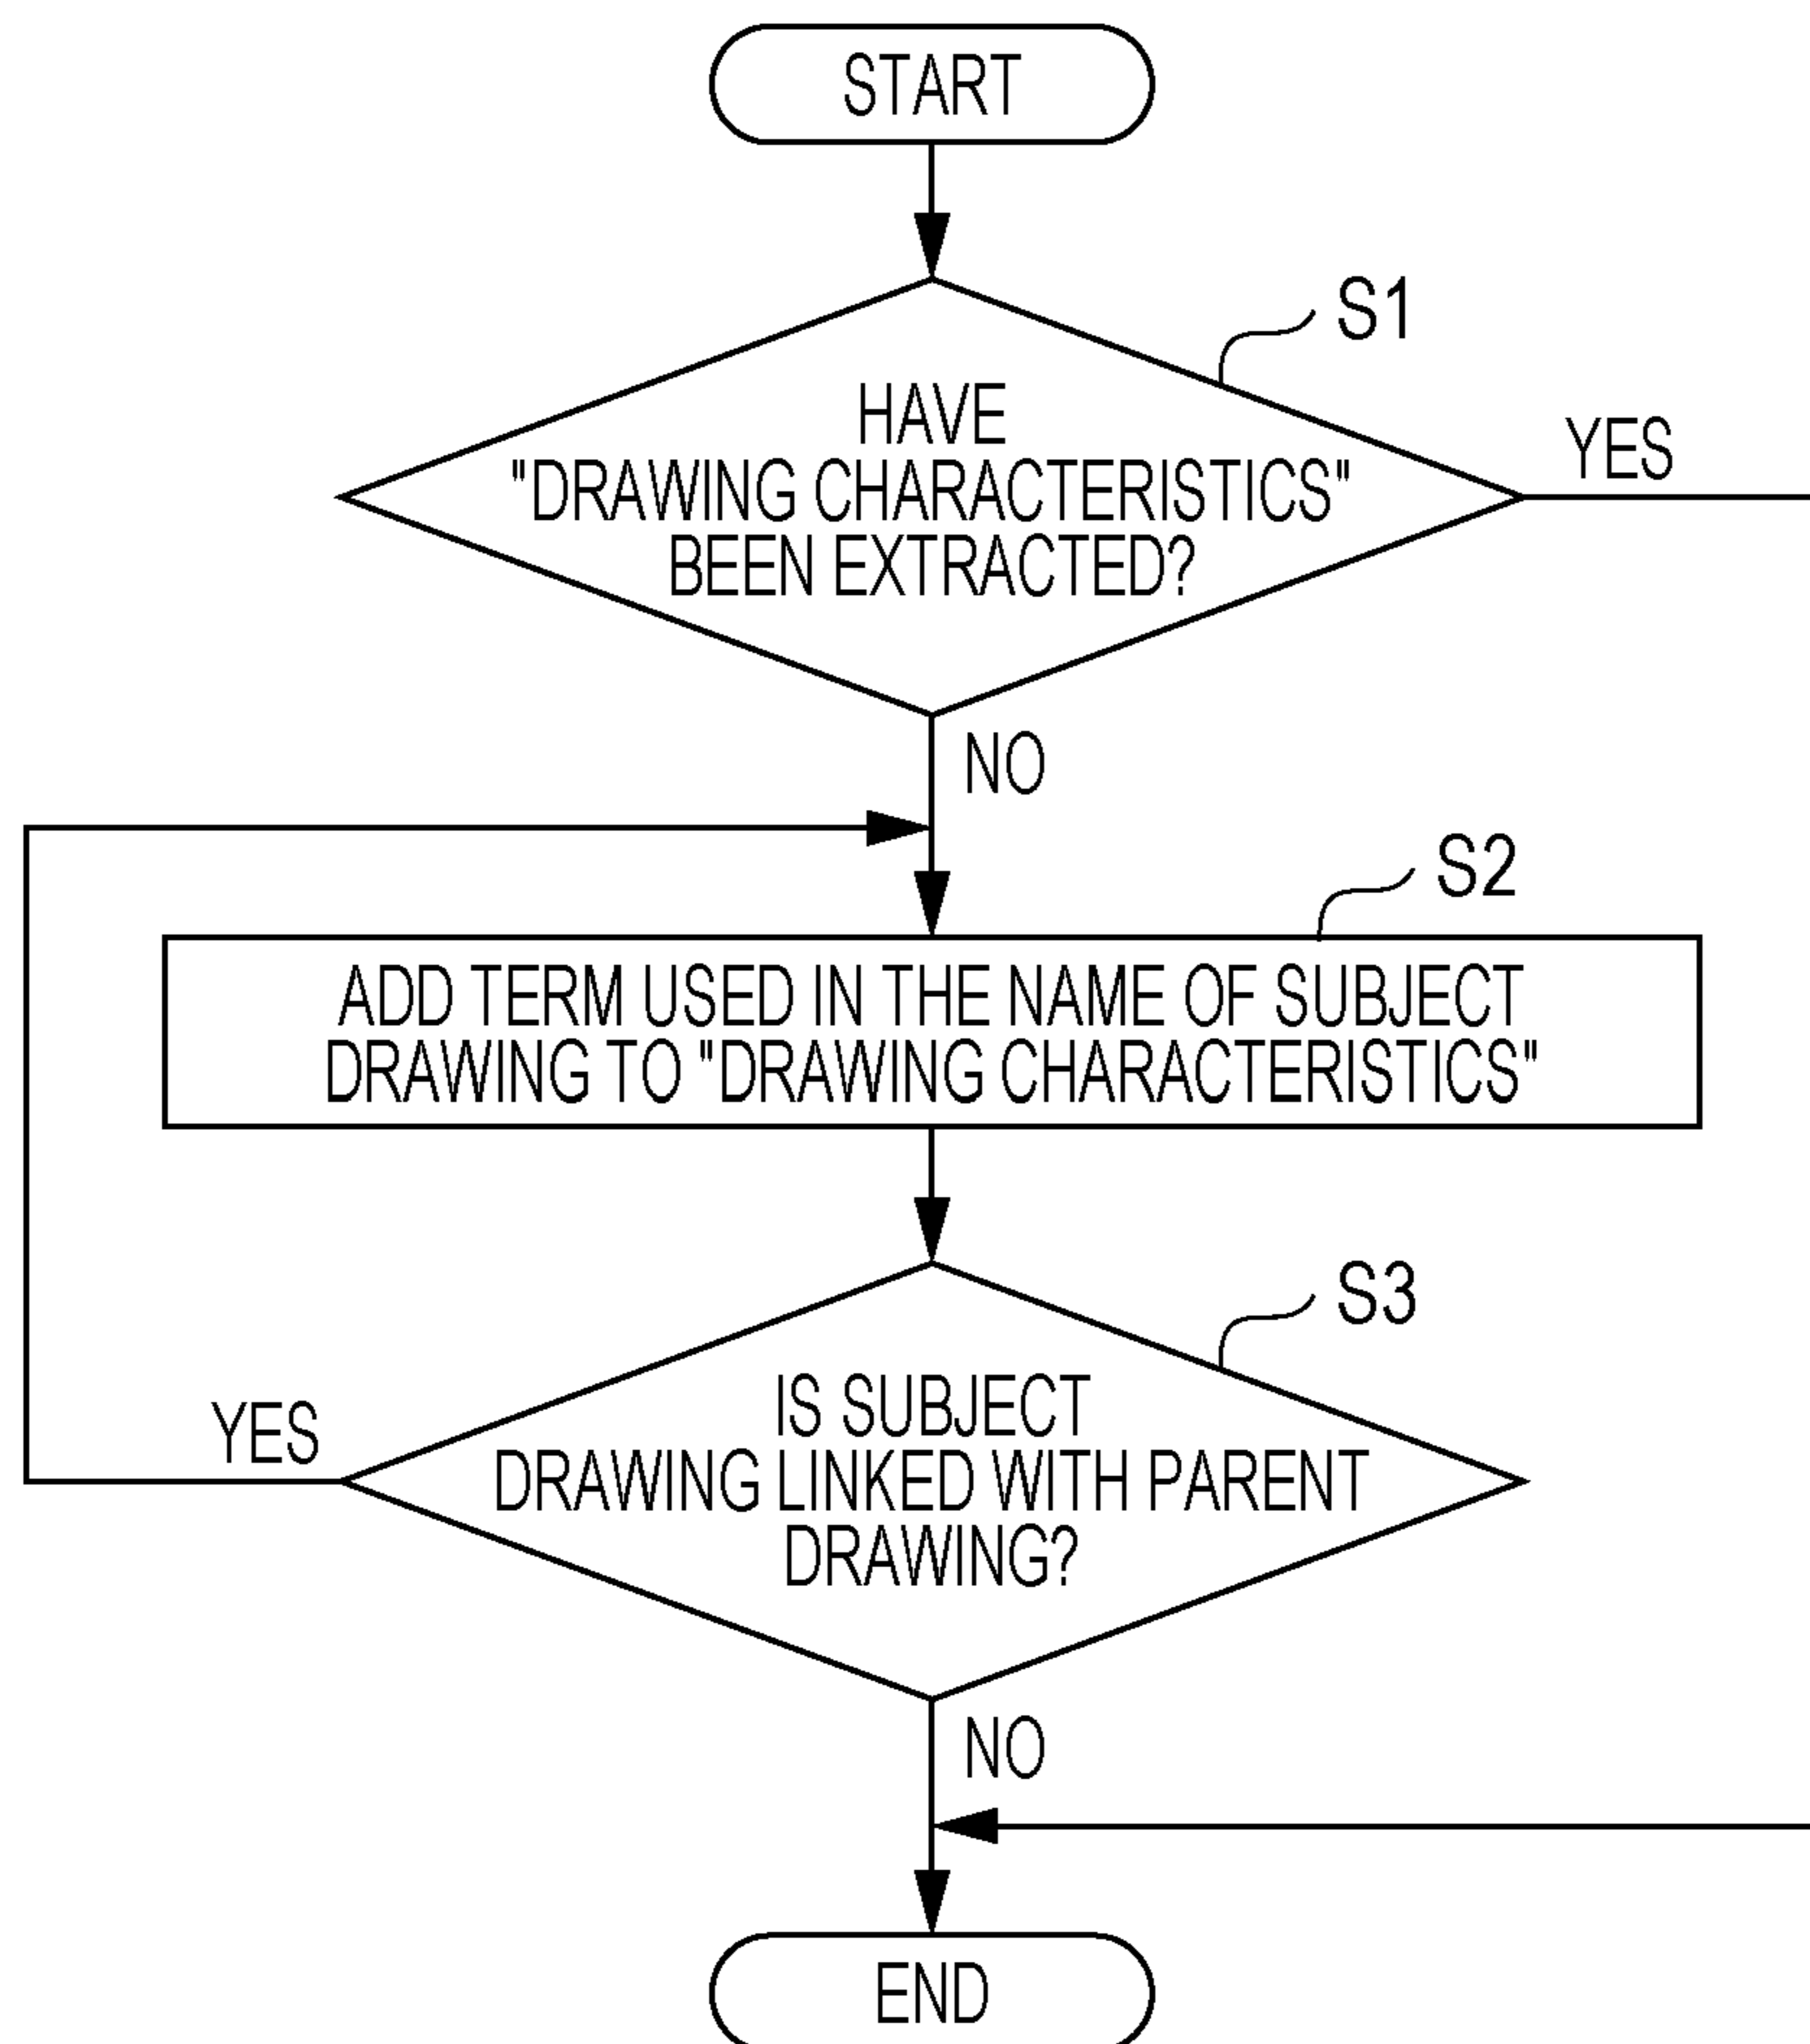 START
S1
HAVE
"DRAWING CHARACTERISTICS"
BEEN EXTRACTED?
YES
NO
S2
ADD TERM USED IN THE NAME OF SUBJECT
DRAWING TO "DRAWING CHARACTERISTICS"
S3
IS SUBJECT
DRAWING LINKED WITH PARENT
DRAWING?
YES
NO
END